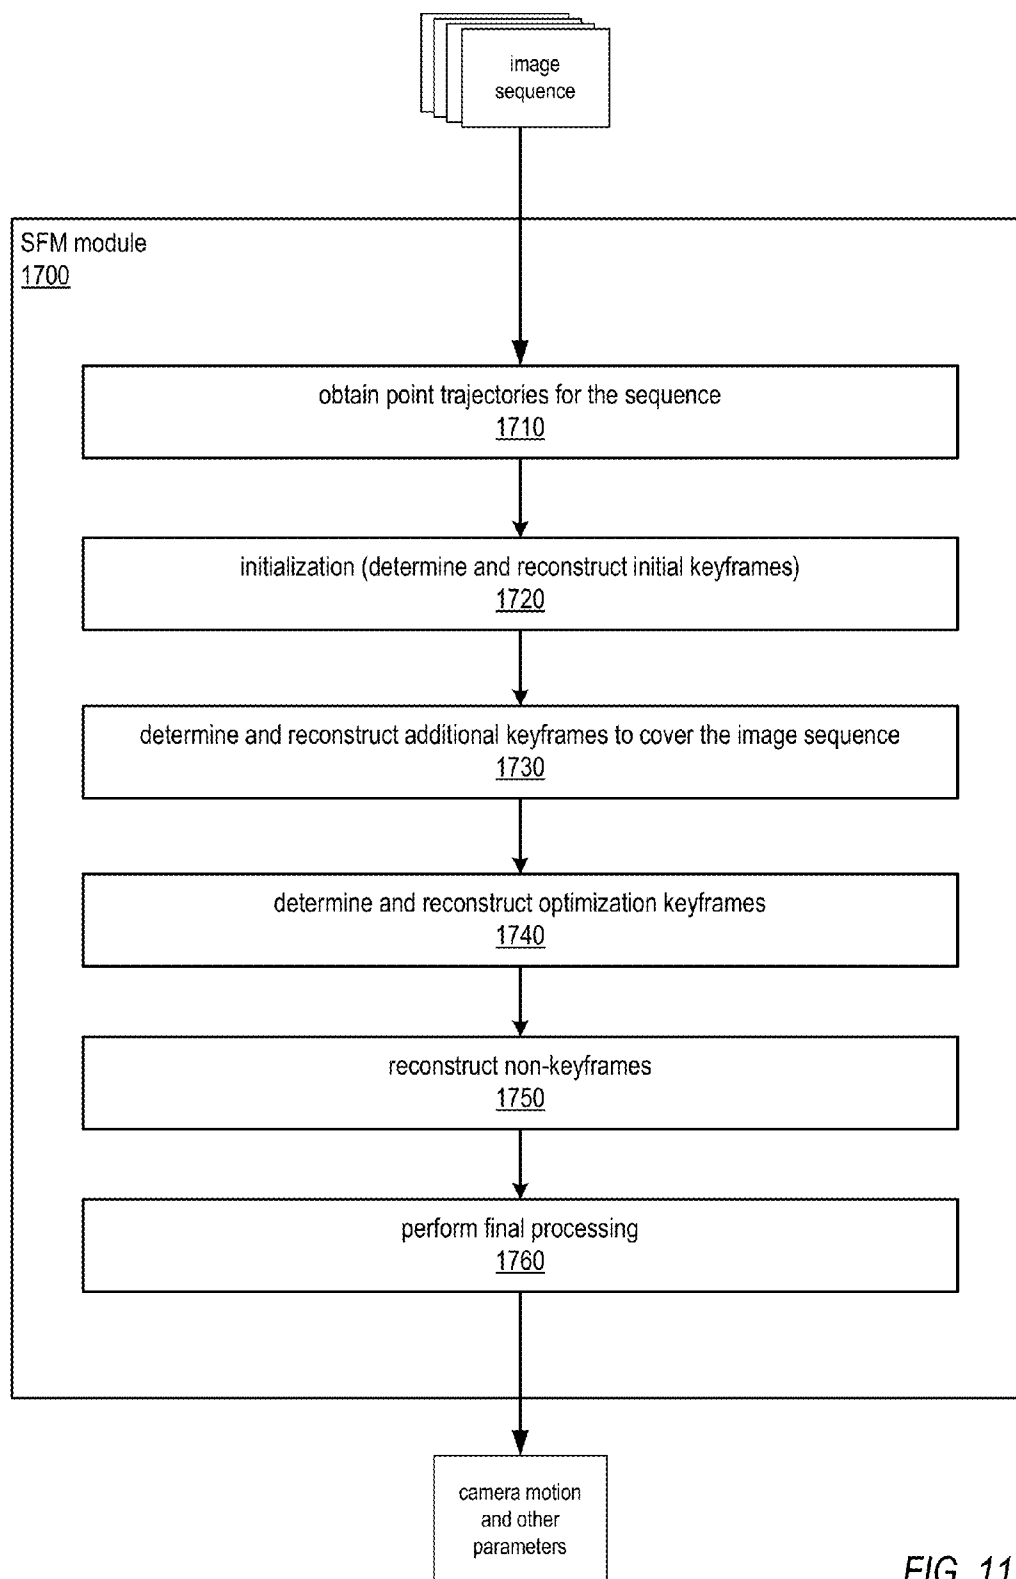 image
sequence
SFM module
1700
obtain point trajectories for the sequence
1710
initialization (determine and reconstruct initial keyframes)
1720
determine and reconstruct additional keyframes to cover the image sequence
1730
determine and reconstruct optimization keyframes
1740
reconstruct non-keyframes
1750
perform final processing
1760
camera motion
and other
parameters
FIG. 11